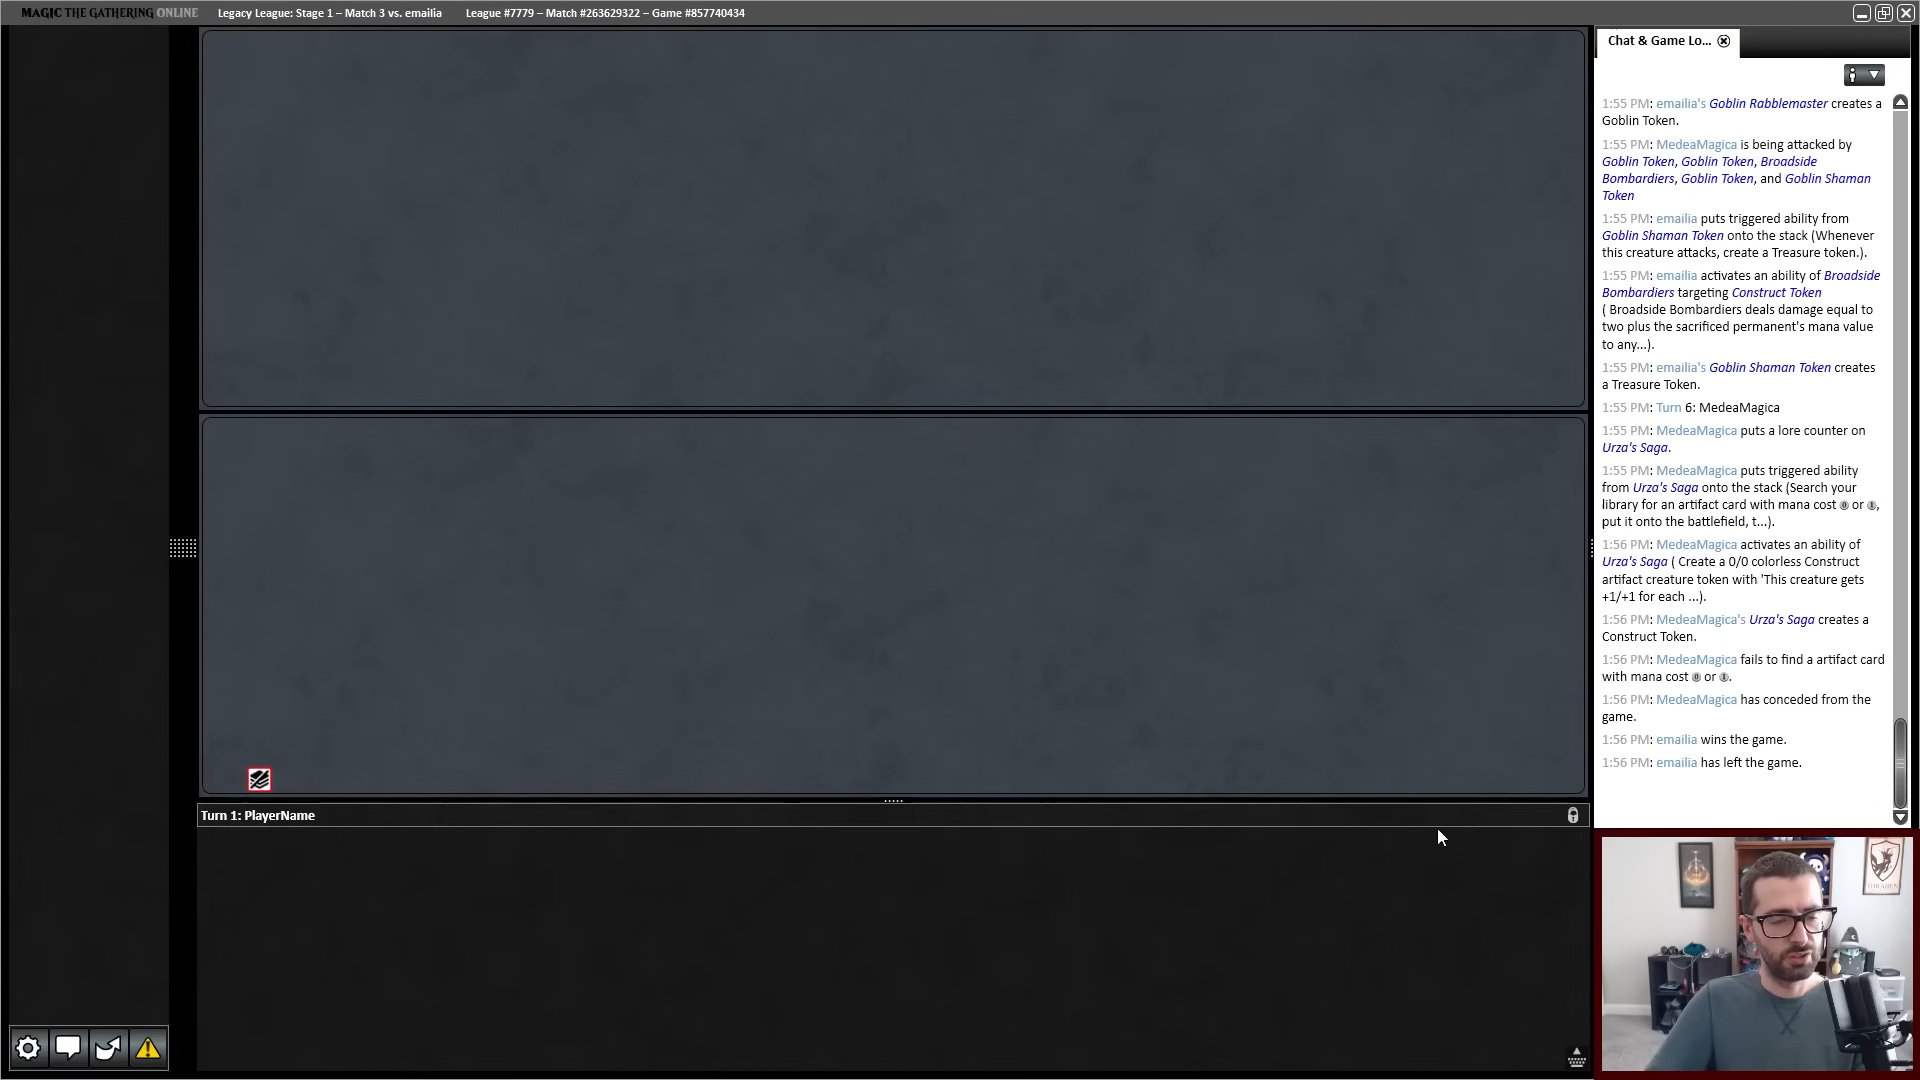 MAGIC THE GATHERING ONLINE Legacy League: Stage 1 – Match 3 vs. emailia League #7779 – Match #263629322 – Game #857740434
Chat & Game Lo...
1:55 PM: emailia's Goblin Rabblemaster creates a
Goblin Token.
1:55 PM: MedeaMagica is being attacked by
Goblin Token, Goblin Token, Broadside
Bombardiers, Goblin Token, and Goblin Shaman
Token
1:55 PM: emailia puts triggered ability from
Goblin Shaman Token onto the stack (Whenever
this creature attacks, create a Treasure token.).
1:55 PM: emailia activates an ability of Broadside
Bombardiers targeting Construct Token
( Broadside Bombardiers deals damage equal to
two plus the sacrificed permanent's mana value
to any...).
1:55 PM: emailia's Goblin Shaman Token creates
a Treasure Token.
1:55 PM: Turn 6: MedeaMagica
1:55 PM: MedeaMagica puts a lore counter on
Urza's Saga.
1:55 PM: MedeaMagica puts triggered ability
from Urza's Saga onto the stack (Search your
library for an artifact card with mana cost 0 or 1,
put it onto the battlefield, t...).
1:56 PM: MedeaMagica activates an ability of
Urza's Saga ( Create a 0/0 colorless Construct
artifact creature token with 'This creature gets
+1/+1 for each ...).
1:56 PM: MedeaMagica's Urza's Saga creates a
Construct Token.
1:56 PM: MedeaMagica fails to find a artifact card
with mana cost 0 or 1.
1:56 PM: MedeaMagica has conceded from the
game.
1:56 PM: emailia wins the game.
1:56 PM: emailia has left the game.
Turn 1: PlayerName